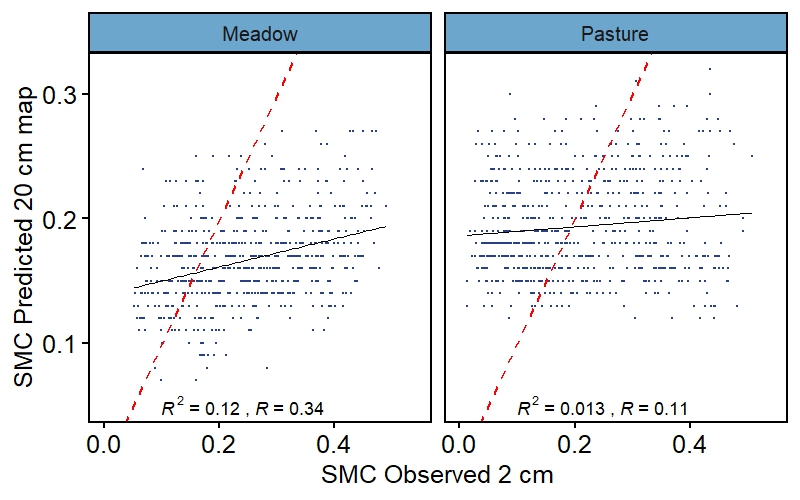 Meadow
Pasture
SMC Predicted 20 cm map
0.3
0.2
0.1
R² = 0.12 , R = 0.34
R² = 0.013 , R = 0.11
0.0 0.2 0.4
0.0 0.2 0.4
SMC Observed 2 cm